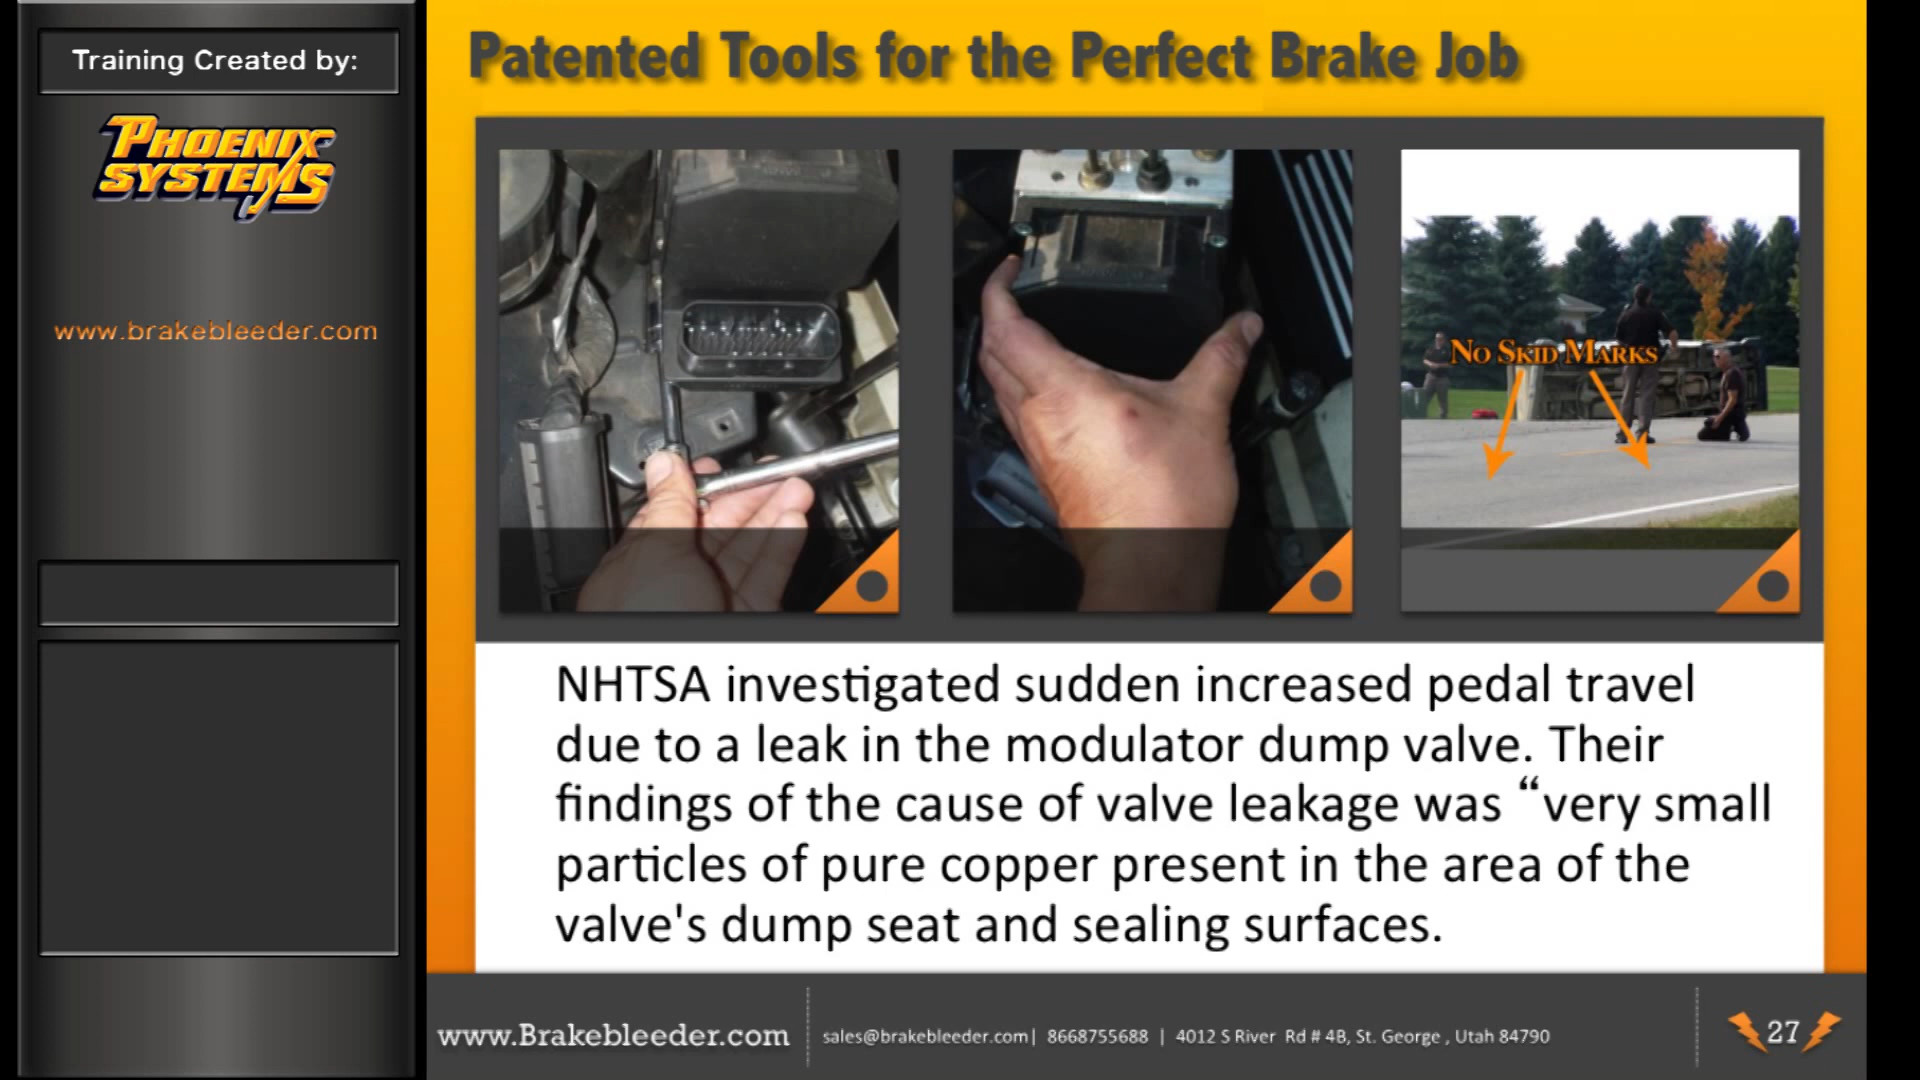 Training Created by:
PHOENIX
SYSTEMS
www.brakebleeder.com
Patented Tools for the Perfect Brake Job
NO SKID MARKS
NHTSA investigated sudden increased pedal travel
due to a leak in the modulator dump valve. Their
findings of the cause of valve leakage was “very small
particles of pure copper present in the area of the
valve's dump seat and sealing surfaces.
www.Brakebleeder.com
sales@brakebleeder.com| 8668755688 | 4012 S River Rd # 4B, St. George , Utah 84790
27